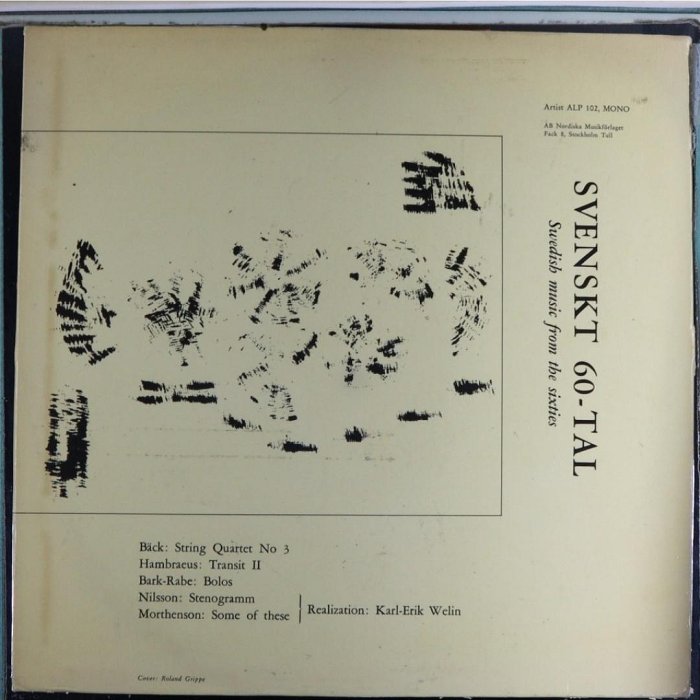 Artist ALP 102, MONO
AB Nordiska Musikförlaget
Fack 8, Stockholm Tull
SVENSKT 60-TAL
Swedish music from the sixties
Bäck: String Quartet No 3
Hambraeus: Transit II
Bark-Rabe: Bolos
Nilsson: Stenogramm
Morthenson: Some of these
Realization: Karl-Erik Welin
Cover: Roland Grippe